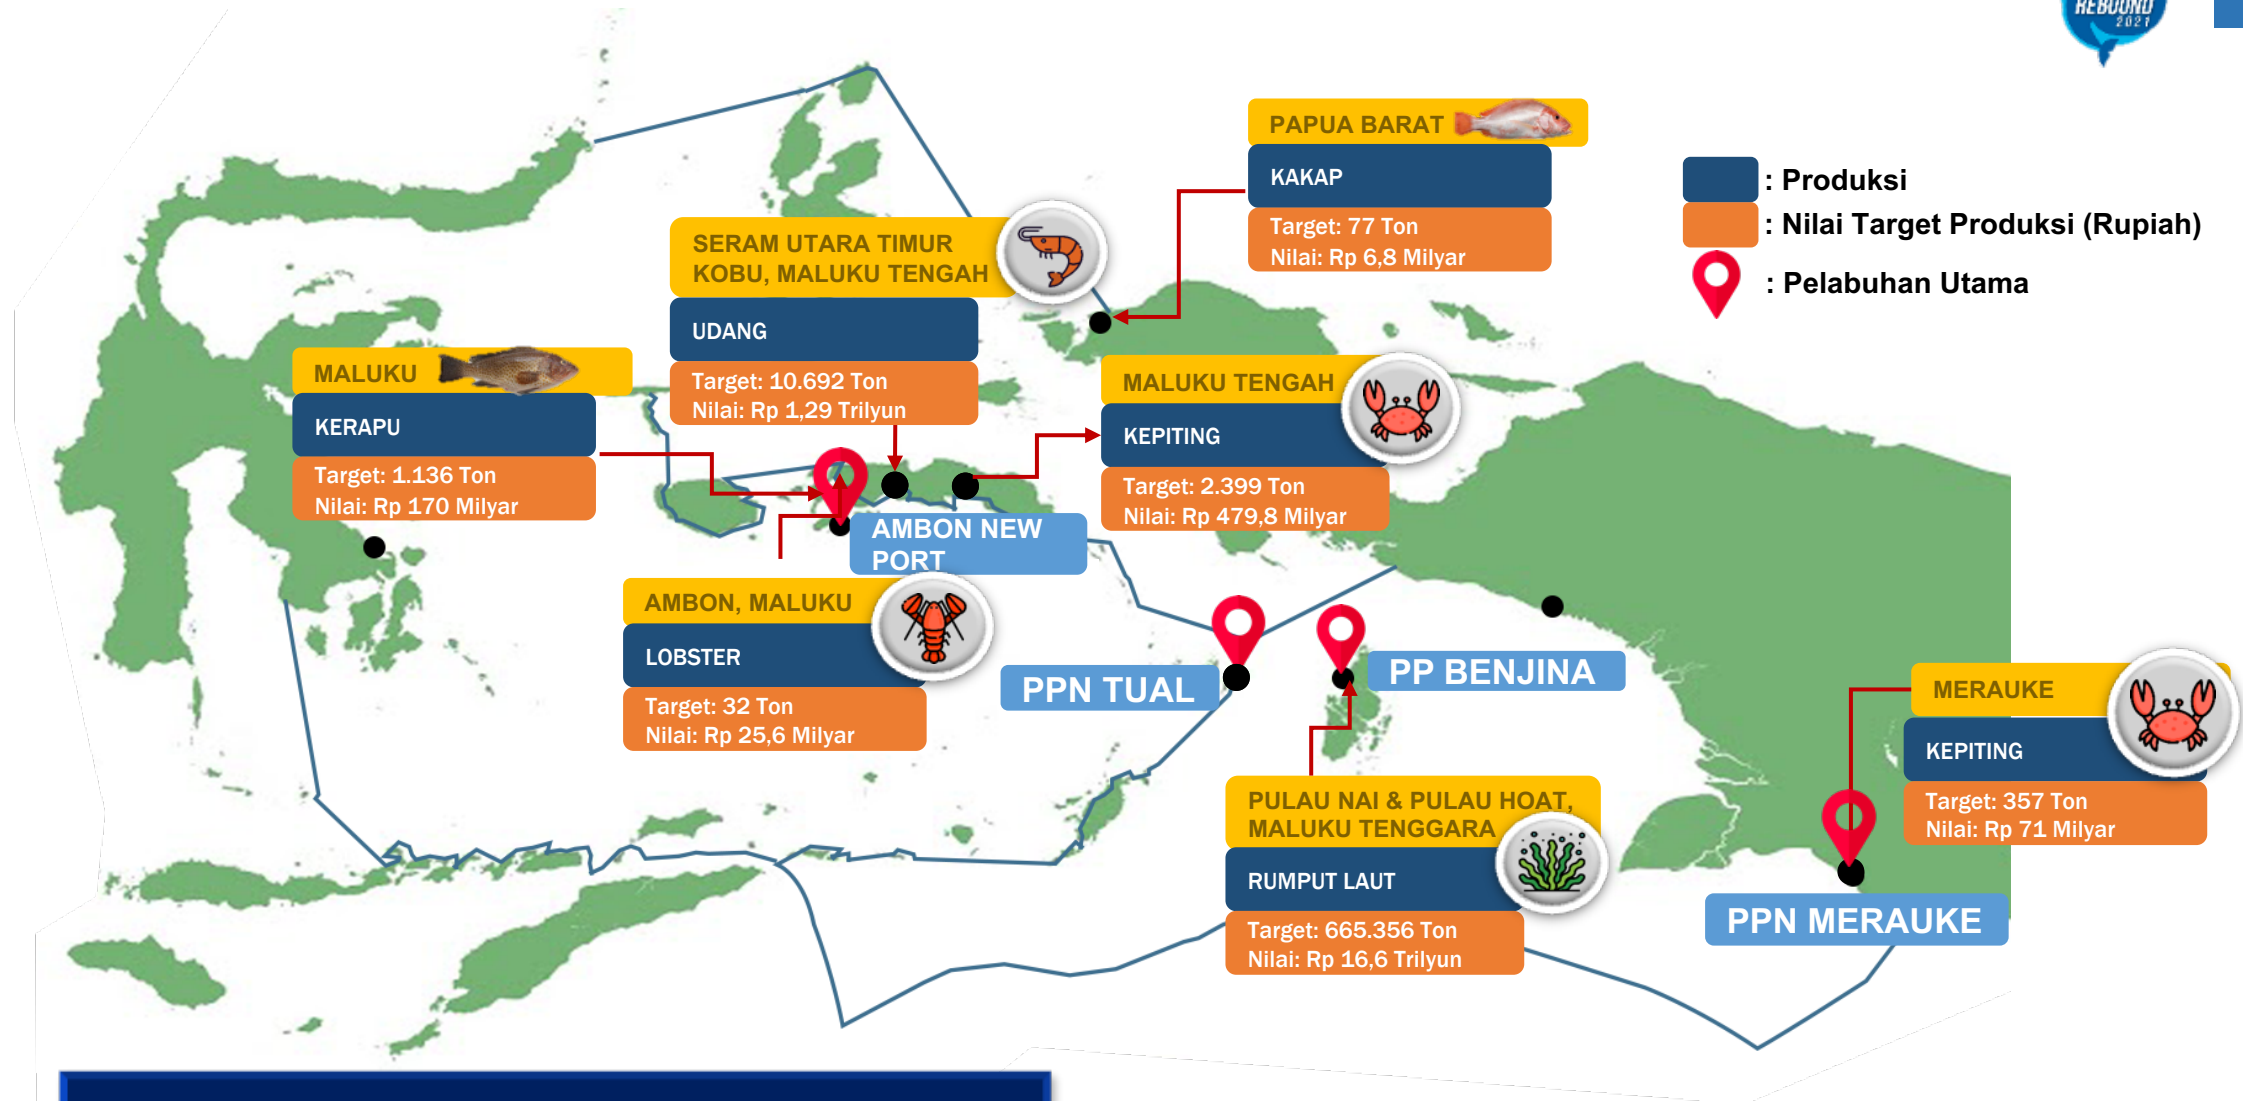 REBOUND
2021
PAPUA BARAT
KAKAP
Target: 77 Ton
Nilai: Rp 6,8 Milyar
: Produksi
: Nilai Target Produksi (Rupiah)
: Pelabuhan Utama
SERAM UTARA TIMUR
KOBU, MALUKU TENGAH
UDANG
Target: 10.692 Ton
Nilai: Rp 1,29 Trilyun
MALUKU
KERAPU
Target: 1.136 Ton
Nilai: Rp 170 Milyar
MALUKU TENGAH
KEPITING
Target: 2.399 Ton
Nilai: Rp 479,8 Milyar
AMBON NEW
PORT
AMBON, MALUKU
LOBSTER
Target: 32 Ton
Nilai: Rp 25,6 Milyar
PPN TUAL
PP BENJINA
MERAUKE
KEPITING
Target: 357 Ton
Nilai: Rp 71 Milyar
PULAU NAI & PULAU HOAT,
MALUKU TENGGARA
RUMPUT LAUT
Target: 665.356 Ton
Nilai: Rp 16,6 Trilyun
PPN MERAUKE